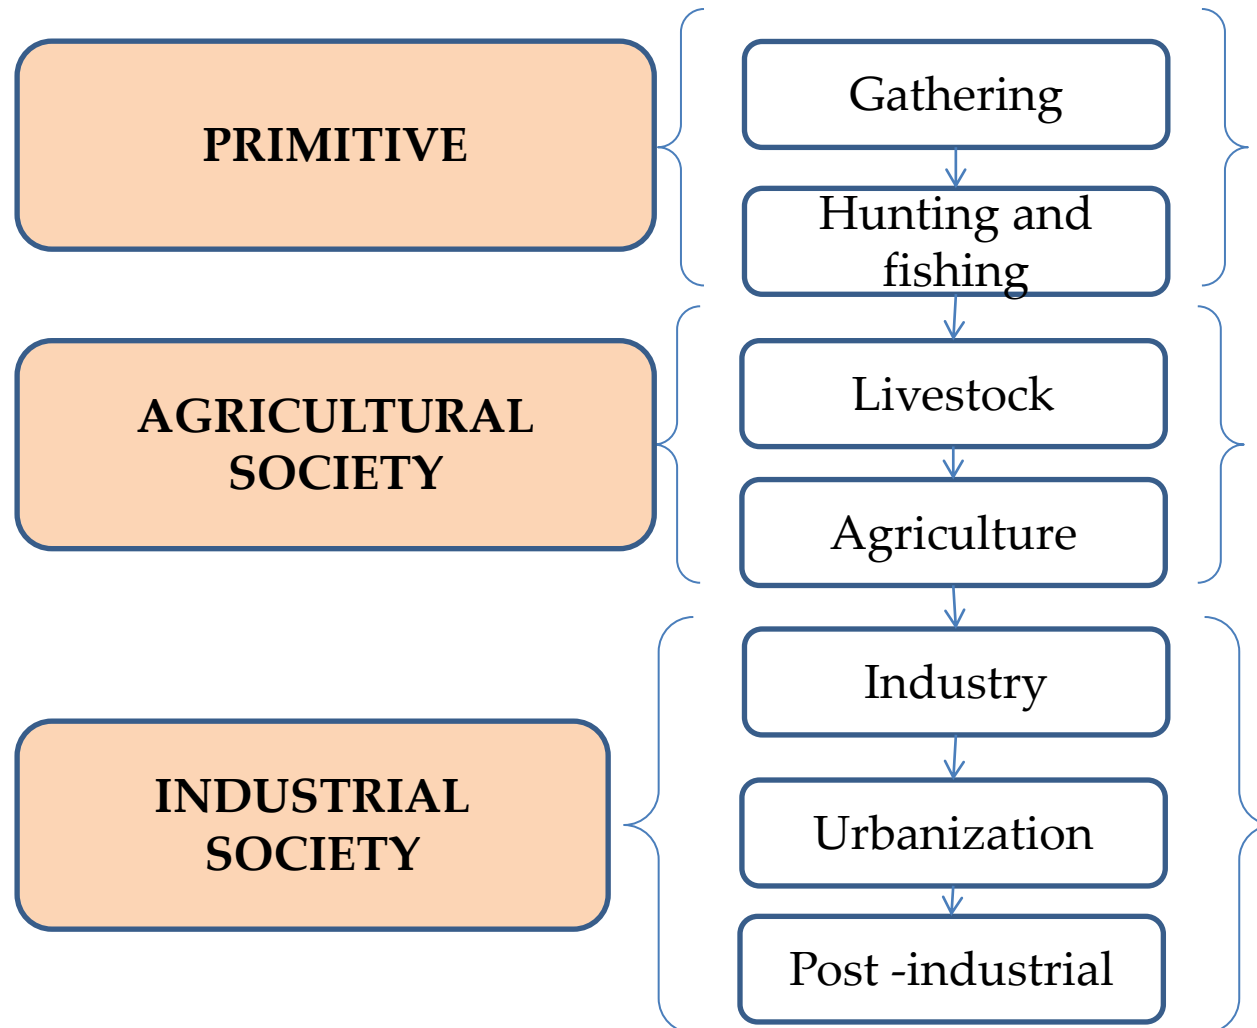 PRIMITIVE
Gathering
Hunting and
fishing
AGRICULTURAL
SOCIETY
Livestock
Agriculture
INDUSTRIAL
SOCIETY
Industry
Urbanization
Post -industrial